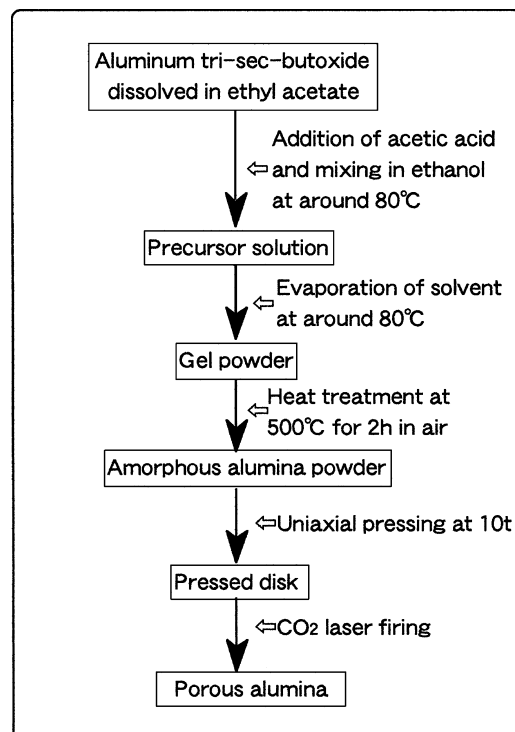 Aluminum tri-sec-butoxide
dissolved in ethyl acetate
Addition of acetic acid
⇦and mixing in ethanol
at around 80℃
Precursor solution
⇦Evaporation of solvent
at around 80℃
Gel powder
⇦Heat treatment at
500℃ for 2h in air
Amorphous alumina powder
⇦Uniaxial pressing at 10t
Pressed disk
⇦CO2 laser firing
Porous alumina